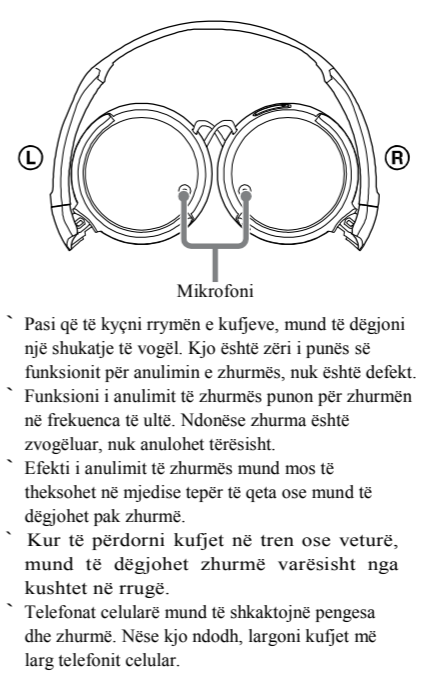 L
R
Mikrofoni
` Pasi që të kyçni rrymën e kufjeve, mund të dëgjoni
një shukatje të vogël. Kjo është zëri i punës së
funksionit për anulimin e zhurmës, nuk është defekt.
` Funksioni i anulimit të zhurmës punon për zhurmën
në frekuenca të ultë. Ndonëse zhurma është
zvogëluar, nuk anulohet tërësisht.
` Efekti i anulimit të zhurmës mund mos të
theksohet në mjedise tepër të qeta ose mund të
dëgjohet pak zhurmë.
` Kur të përdorni kufjet në tren ose veturë,
mund të dëgjohet zhurmë varësisht nga
kushtet në rrugë.
` Telefonat celularë mund të shkaktojnë pengesa
dhe zhurmë. Nëse kjo ndodh, largoni kufjet më
larg telefonit celular.